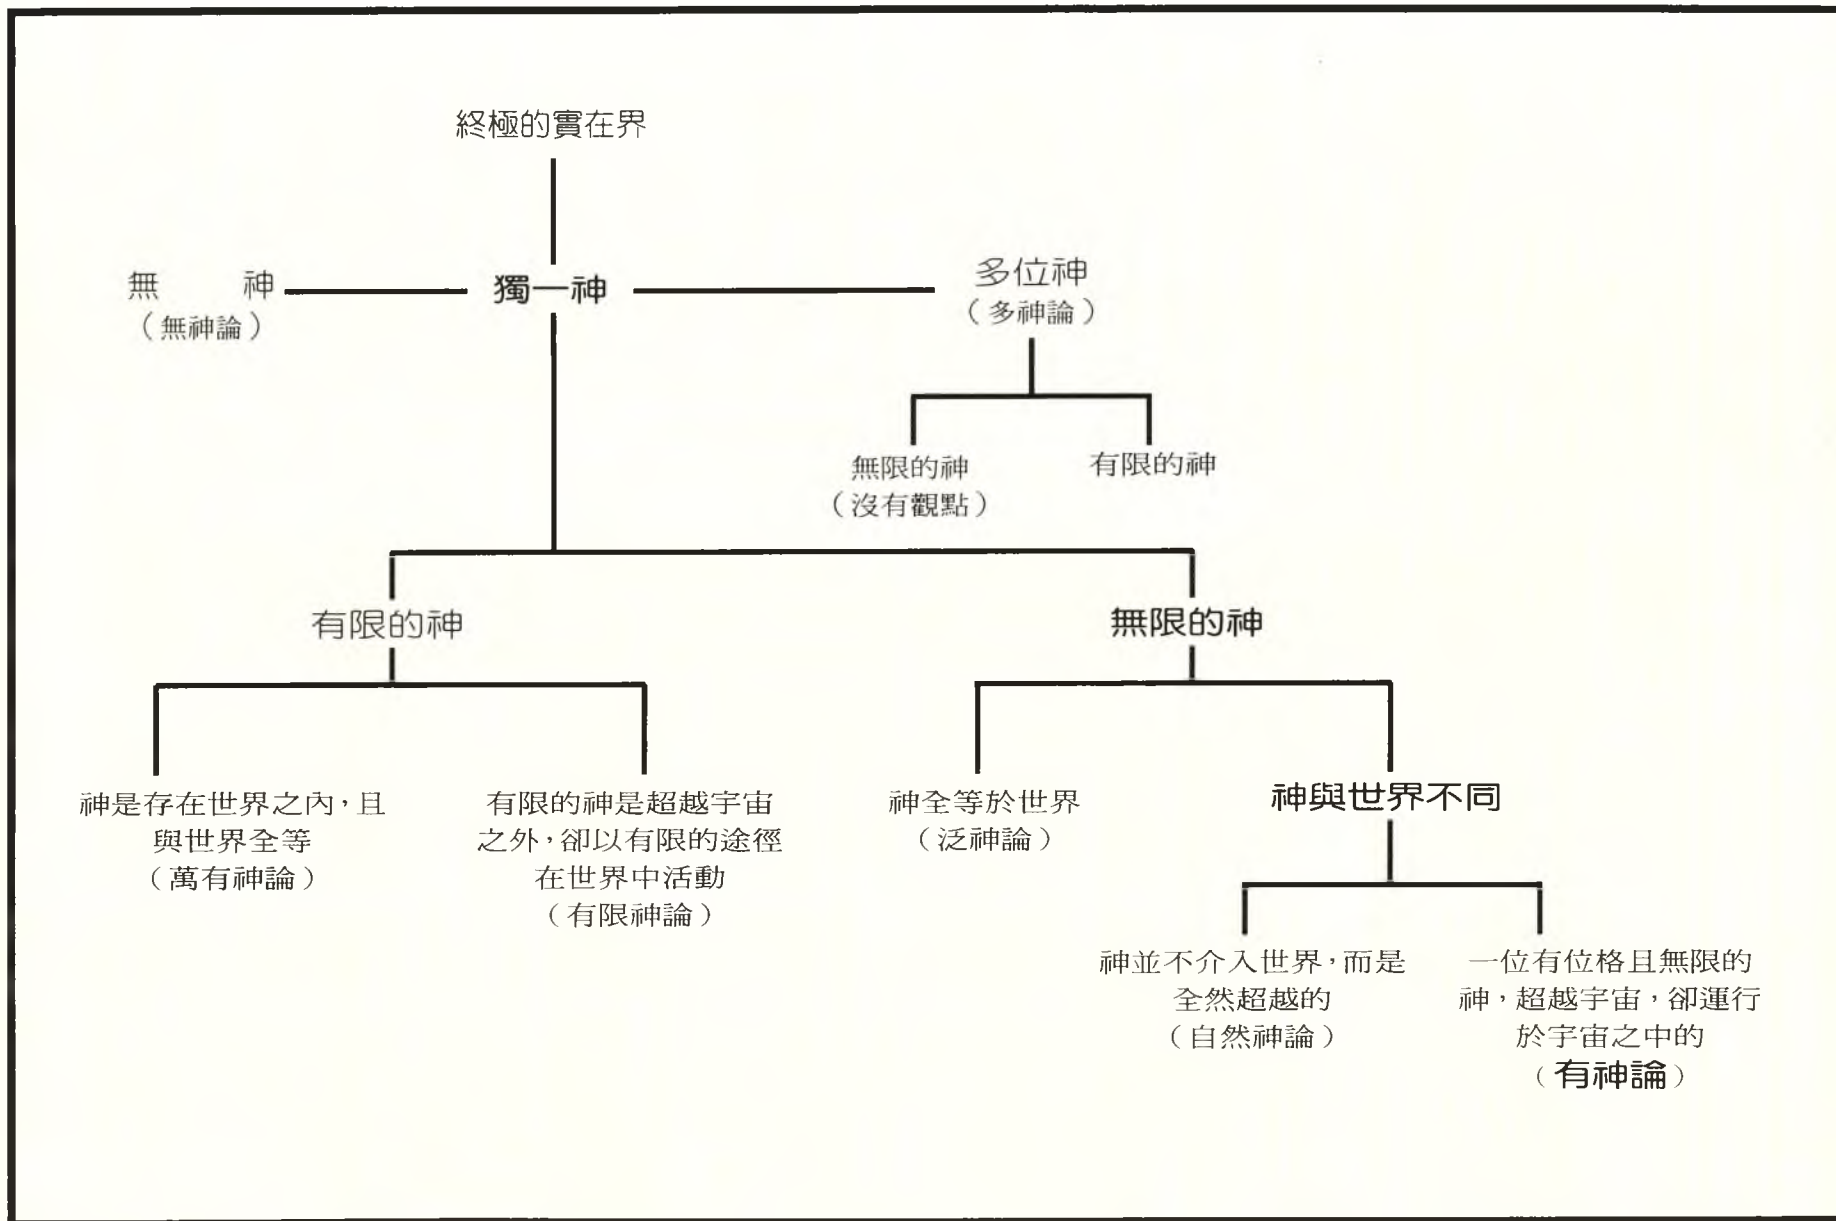 終極的實在界
無　　神
（無神論）
獨一神
多位神
（多神論）
無限的神
（沒有觀點）
有限的神
有限的神
無限的神
神是存在世界之內，且
與世界全等
（萬有神論）
有限的神是超越宇宙
之外，卻以有限的途徑
在世界中活動
（有限神論）
神全等於世界
（泛神論）
神與世界不同
神並不介入世界，而是
全然超越的
（自然神論）
一位有位格且無限的
神，超越宇宙，卻運行
於宇宙之中的
（有神論）